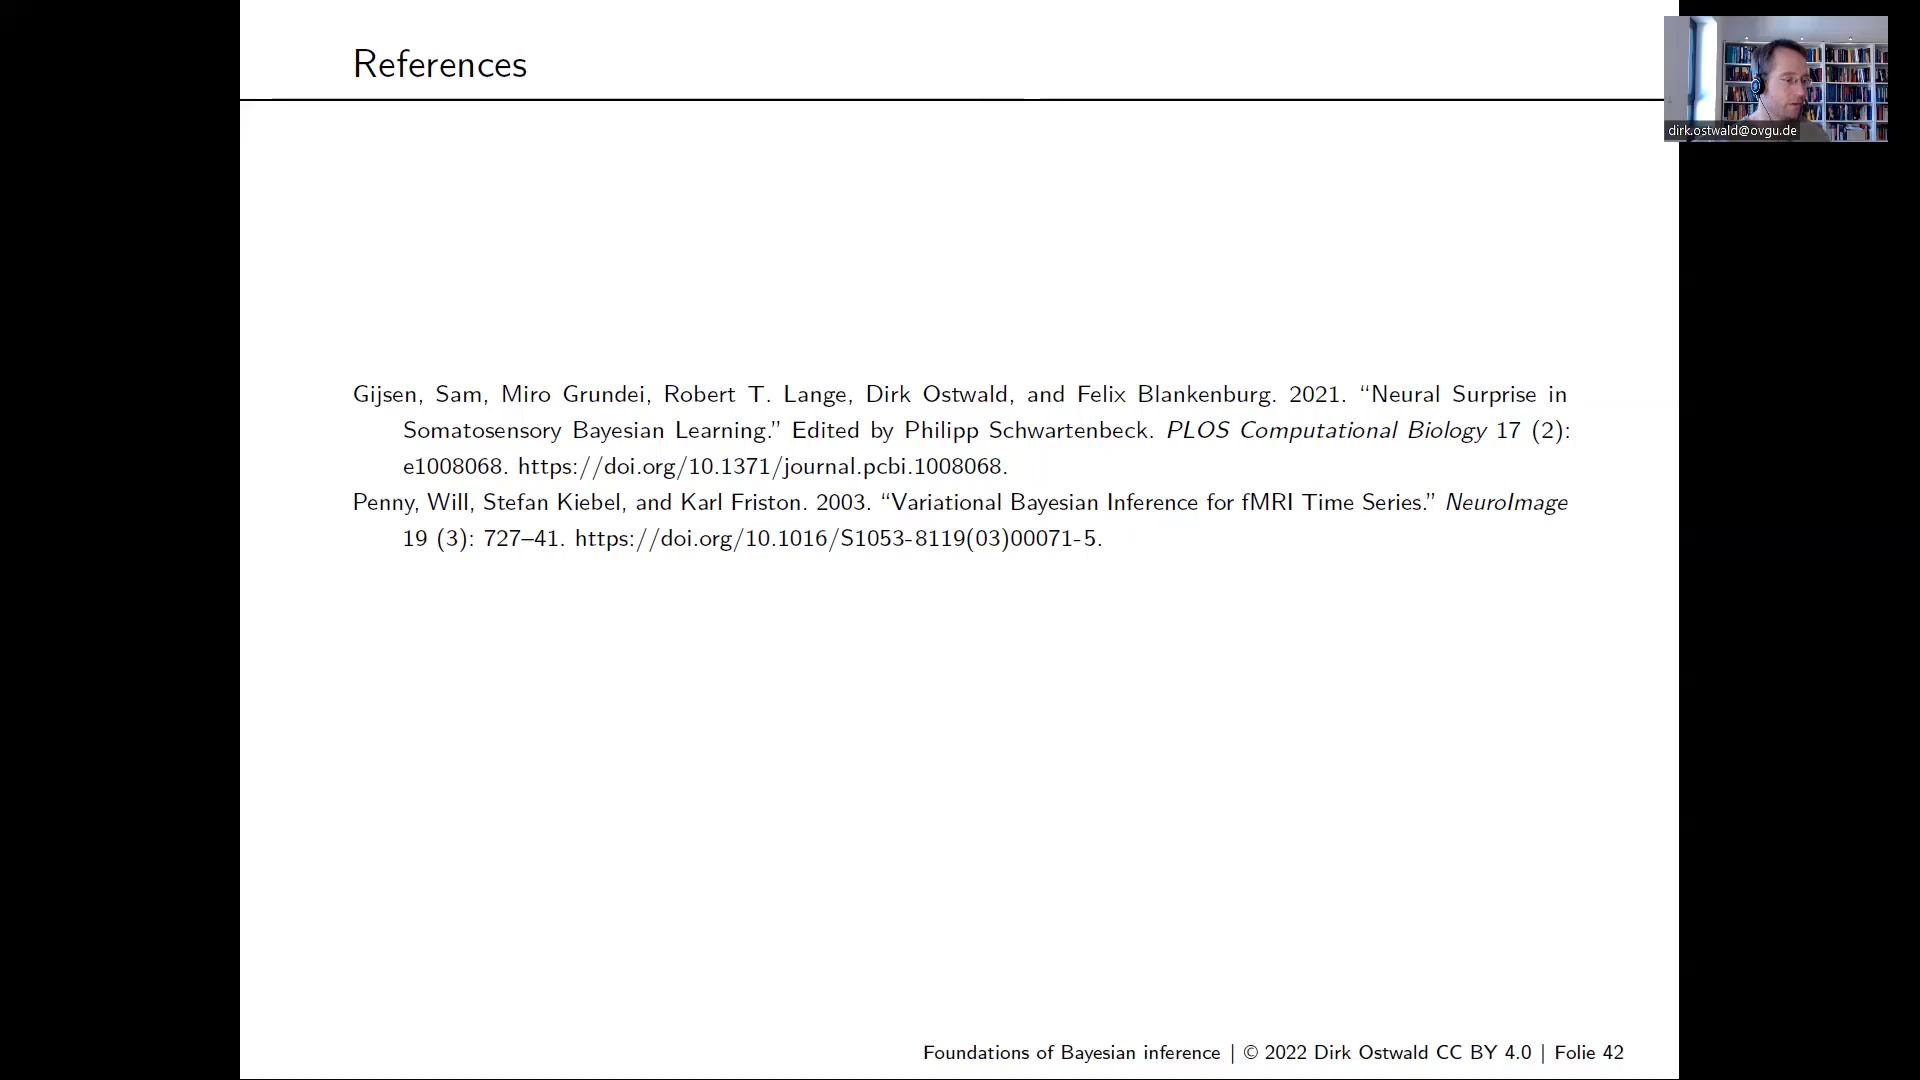 References
dirk.ostwald@ovgu.de
Gijsen, Sam, Miro Grundei, Robert T. Lange, Dirk Ostwald, and Felix Blankenburg. 2021. “Neural Surprise in
Somatosensory Bayesian Learning.” Edited by Philipp Schwartenbeck. PLOS Computational Biology 17 (2):
e1008068. https://doi.org/10.1371/journal.pcbi.1008068.
Penny, Will, Stefan Kiebel, and Karl Friston. 2003. “Variational Bayesian Inference for fMRI Time Series.” NeuroImage
19 (3): 727–41. https://doi.org/10.1016/S1053-8119(03)00071-5.
Foundations of Bayesian inference | © 2022 Dirk Ostwald CC BY 4.0 | Folie 42